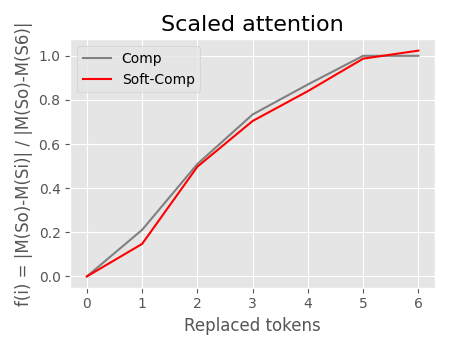 Scaled attention
f(i) = |M(So)-M(Si)| / |M(So)-M(S6)|
1.0
0.8
0.6
0.4
0.2
0.0
Comp
Soft-Comp
0 1 2 3 4 5 6
Replaced tokens